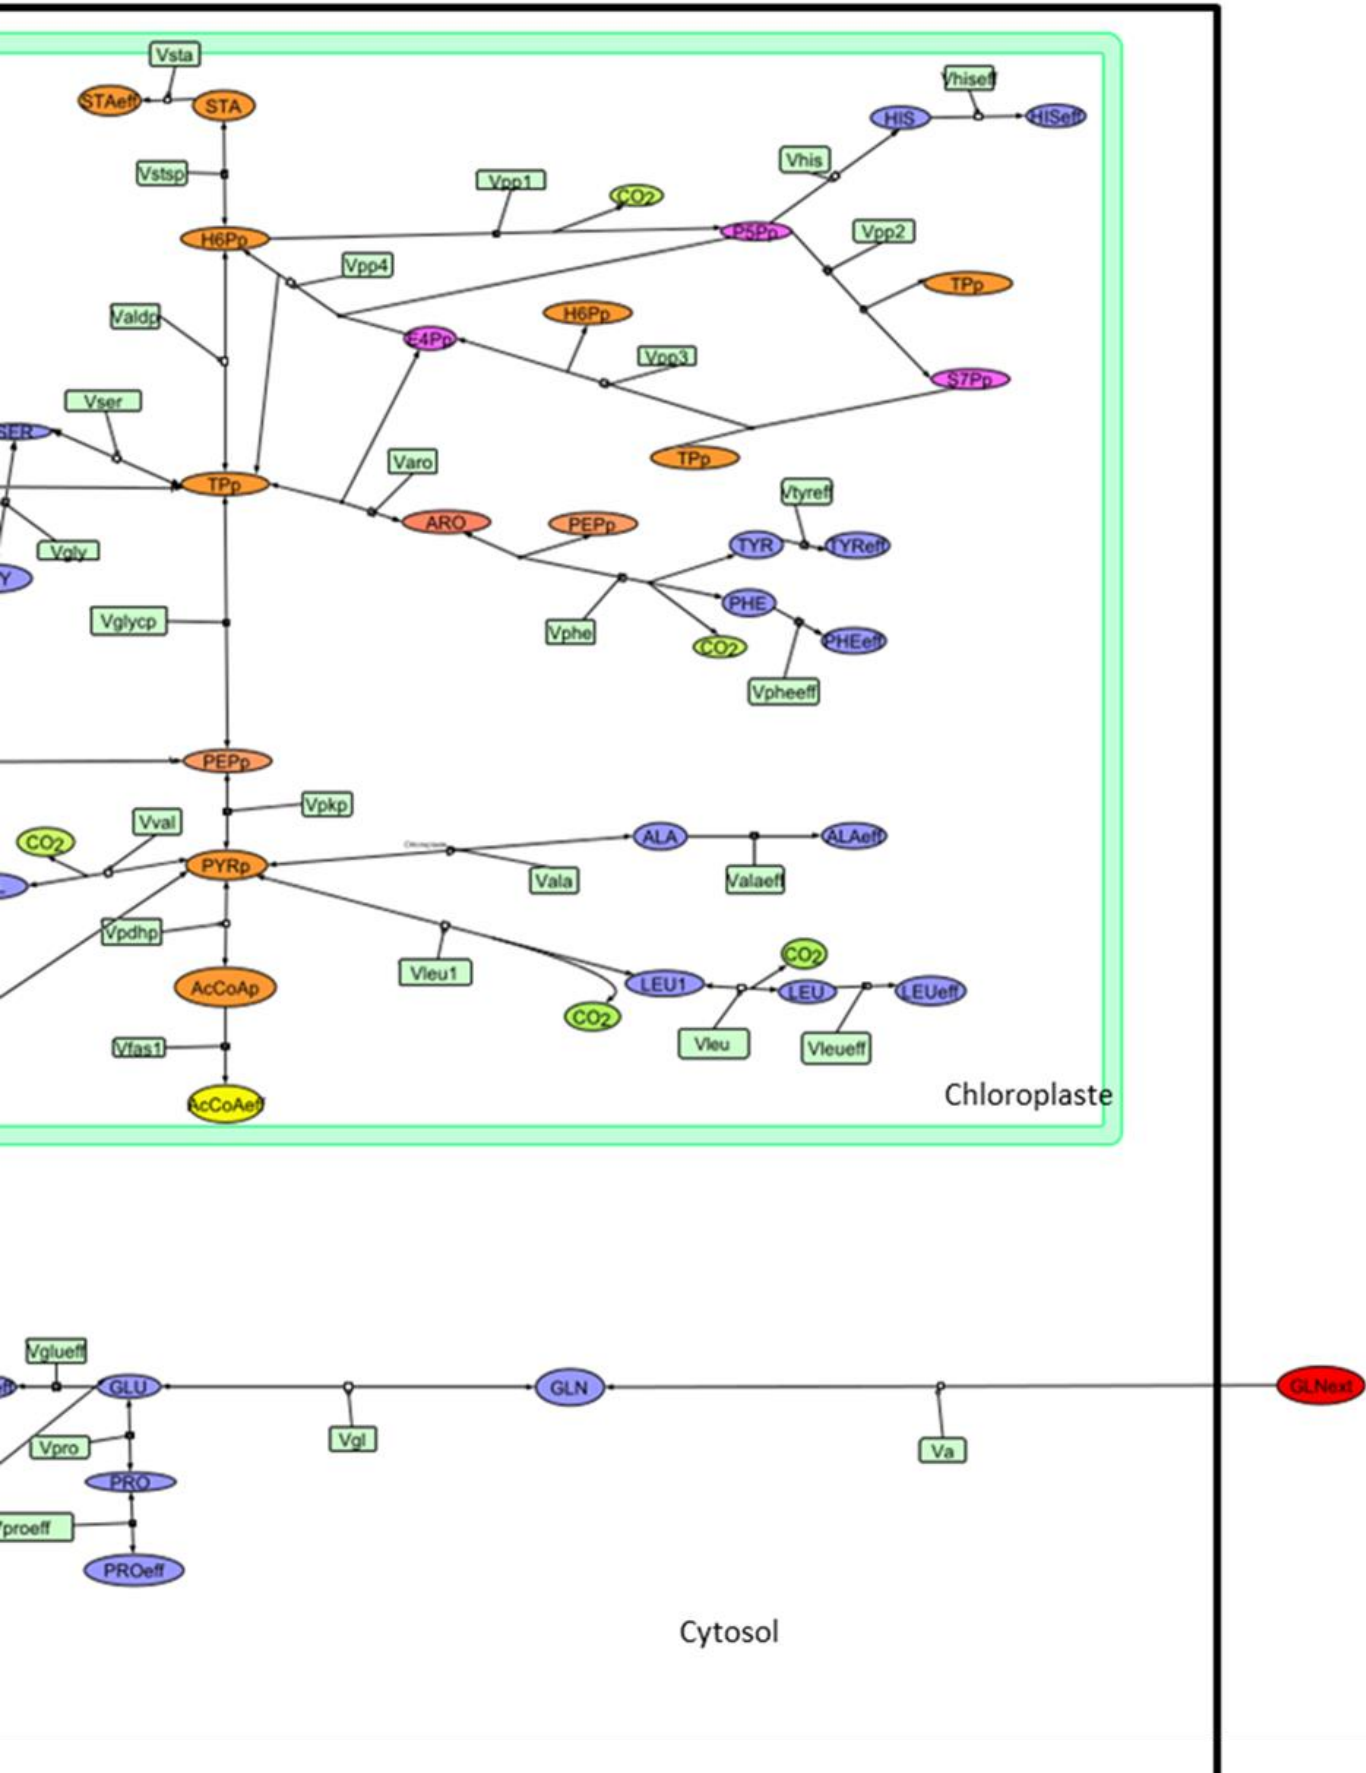 Vsta
STAeff
STA
Vhiseff
HIS
HISeff
Vstsp
Vhis
Vpp1
CO2
H6Pp
P5Pp
Vpp2
Vpp4
TPp
Valdp
H6Pp
E4Pp
Vpp3
S7Pp
Vser
SER
TPp
Varo
TPp
Vtyreff
ARO
PEPp
TYR
TYReff
Vgly
Y
PHE
Vglycp
Vphe
CO2
PHEeff
Vpheeff
PEPp
Vpkp
Vval
CO2
PYRp
ALA
ALAeff
Vala
Valaeff
Vpdhp
Vleu1
CO2
AcCoAp
LEU1
LEU
LEUeff
CO2
Vfas1
Vleu
Vleueff
AcCoAeff
Chloroplaste
Vglueff
eff
GLU
GLN
GLNext
Vpro
Vgl
Va
PRO
Vproeff
PROeff
Cytosol